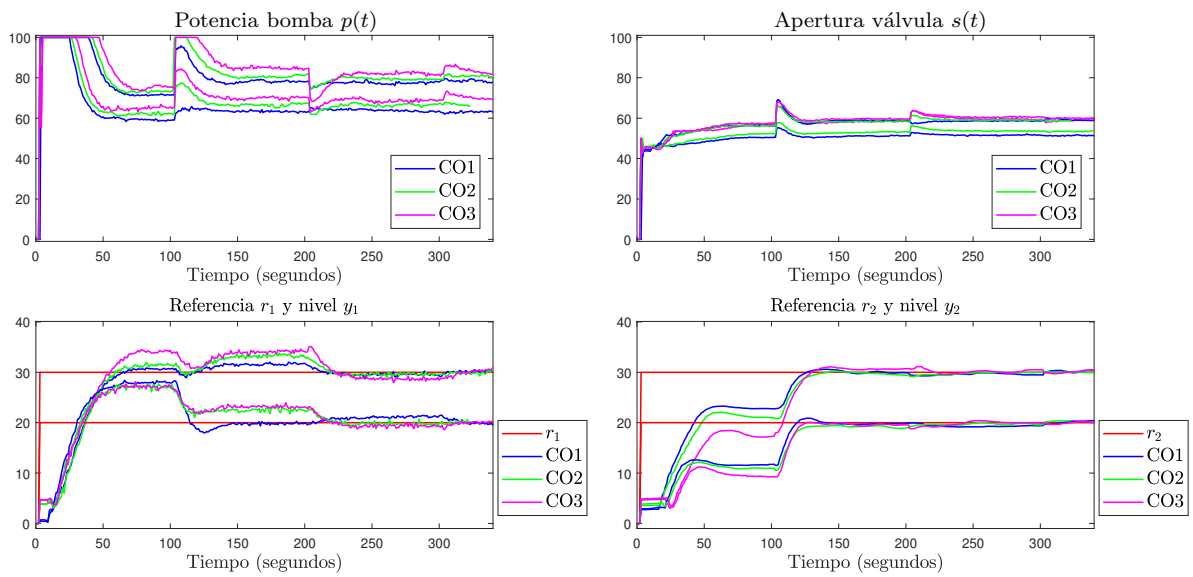 Potencia bomba p(t)
100
80
60
40
20
0
CO1
CO2
CO3
0 50 100 150 200 250 300
Tiempo (segundos)
Apertura válvula s(t)
100
80
60
40
20
0
CO1
CO2
CO3
0 50 100 150 200 250 300
Tiempo (segundos)
Referencia r₁ y nivel y₁
40
30
20
10
0
r₁
CO1
CO2
CO3
0 50 100 150 200 250 300
Tiempo (segundos)
Referencia r₂ y nivel y₂
40
30
20
10
0
r₂
CO1
CO2
CO3
0 50 100 150 200 250 300
Tiempo (segundos)